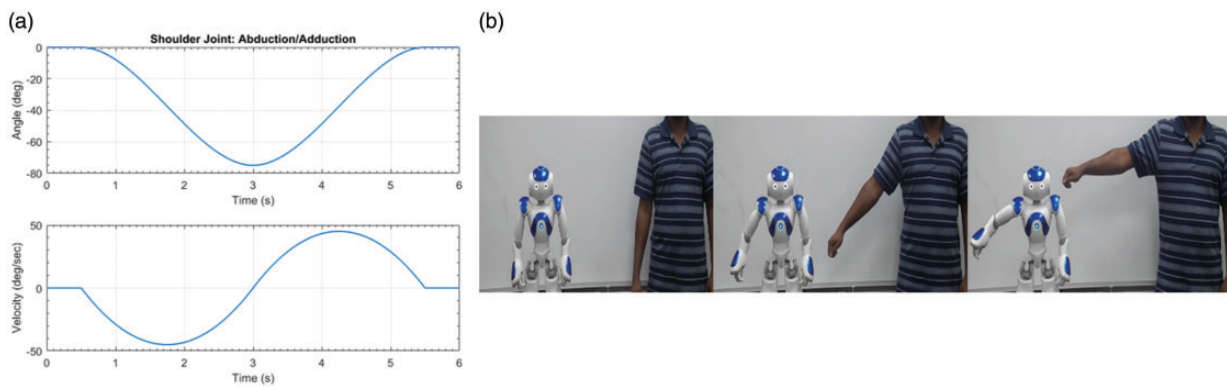 (a)
Shoulder Joint: Abduction/Adduction
0
-20
-40
-60
-80
Angle (deg)
0 1 2 3 4 5 6
Time (s)
50
0
-50
Velocity (deg/sec)
0 1 2 3 4 5 6
Time (s)
(b)